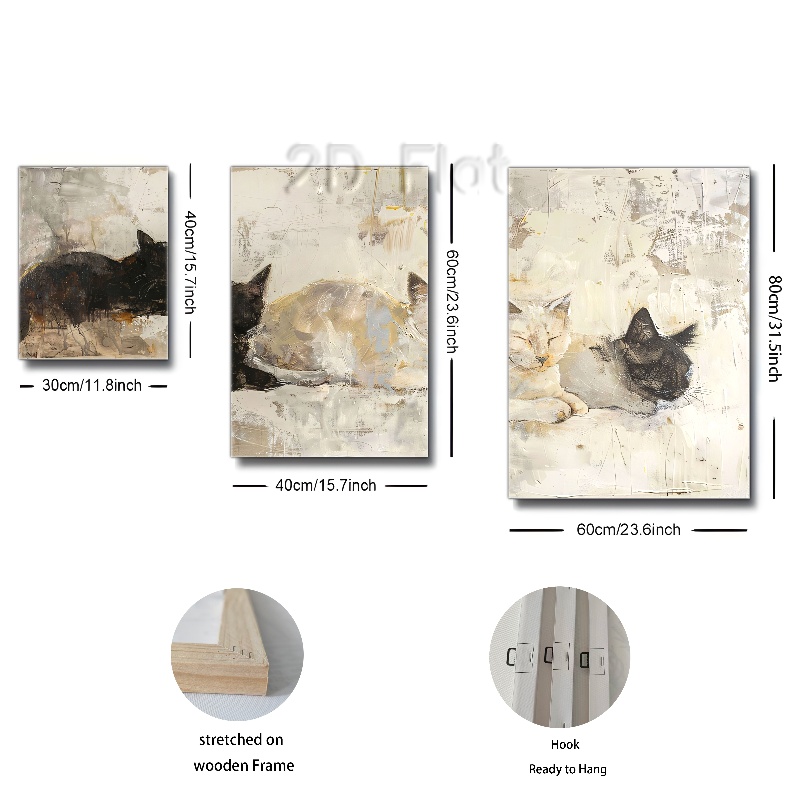 2D Flat
40cm/15.7inch
30cm/11.8inch
60cm/23.6inch
40cm/15.7inch
80cm/31.5inch
60cm/23.6inch
stretched on
wooden Frame
Hook
Ready to Hang